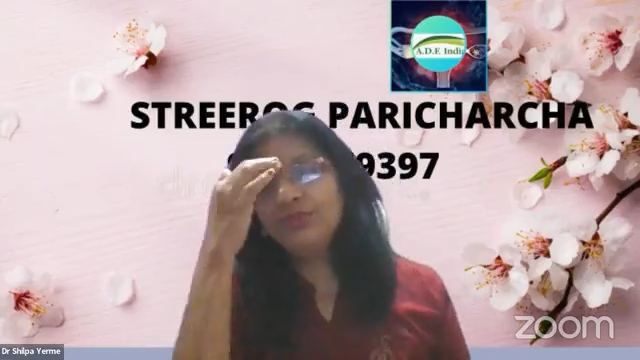 A.D.F. India
STREEROG PARICHARCHA
9397
zoom
Dr Shilpa Yerme